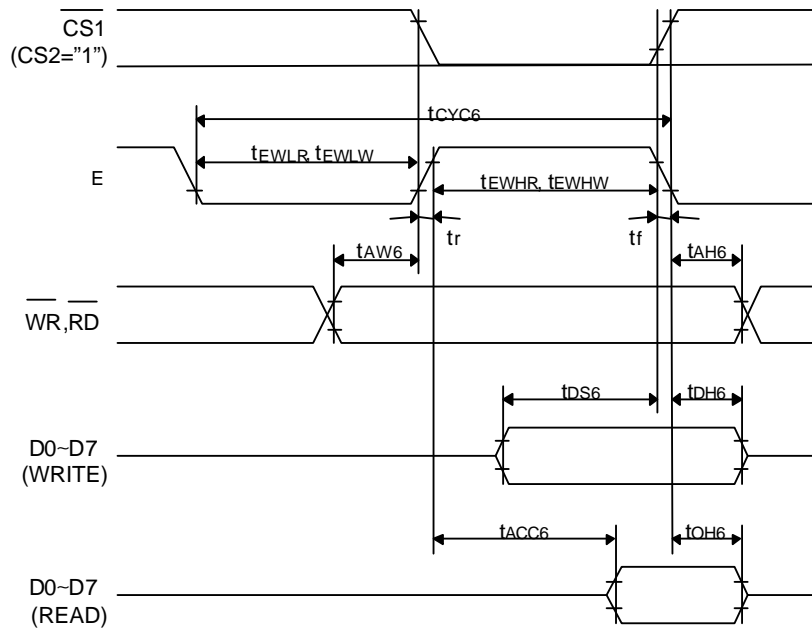 CS1
(CS2=”1”)
tCYC6
tEWLR, tEWLW
E
tEWHR, tEWHW
tr
tf
tAW6
tAH6
WR,RD
tDS6
tDH6
D0~D7
(WRITE)
tACC6
tOH6
D0~D7
(READ)